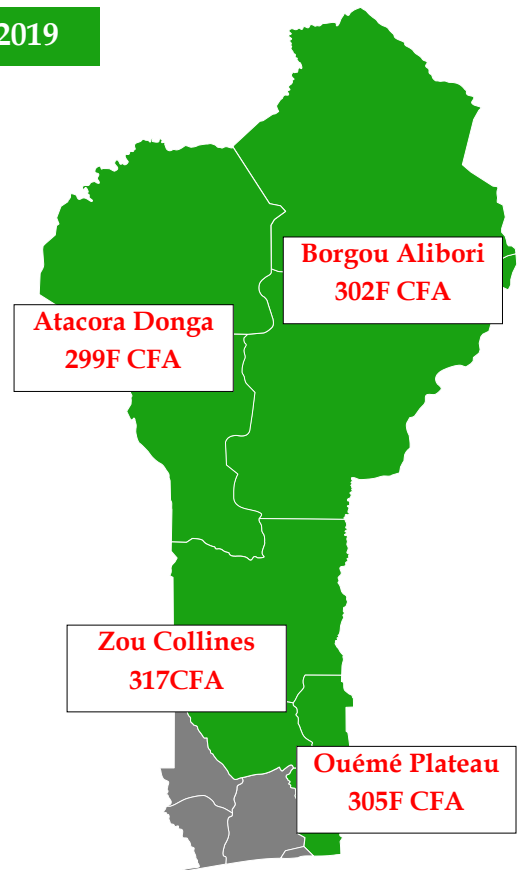 2019
Borgou Alibori
302F CFA
Atacora Donga
299F CFA
Zou Collines
317CFA
Ouémé Plateau
305F CFA